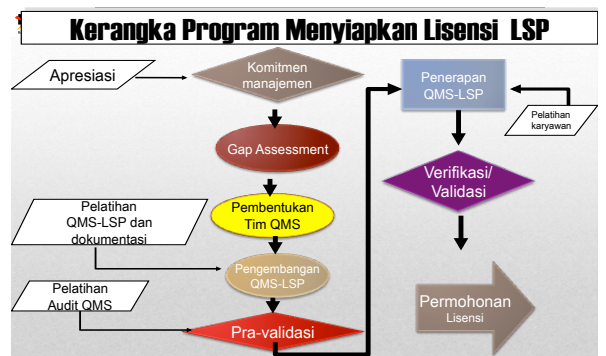 Kerangka Program Menyiapkan Lisensi LSP
Apresiasi
Komitmen
manajemen
Gap Assessment
Pembentukan
Tim QMS
Pelatihan
QMS-LSP dan
dokumentasi
Pengembangan
QMS-LSP
Pelatihan
Audit QMS
Pra-validasi
Penerapan
QMS-LSP
Pelatihan
karyawan
Verifikasi/
Validasi
Permohonan
Lisensi